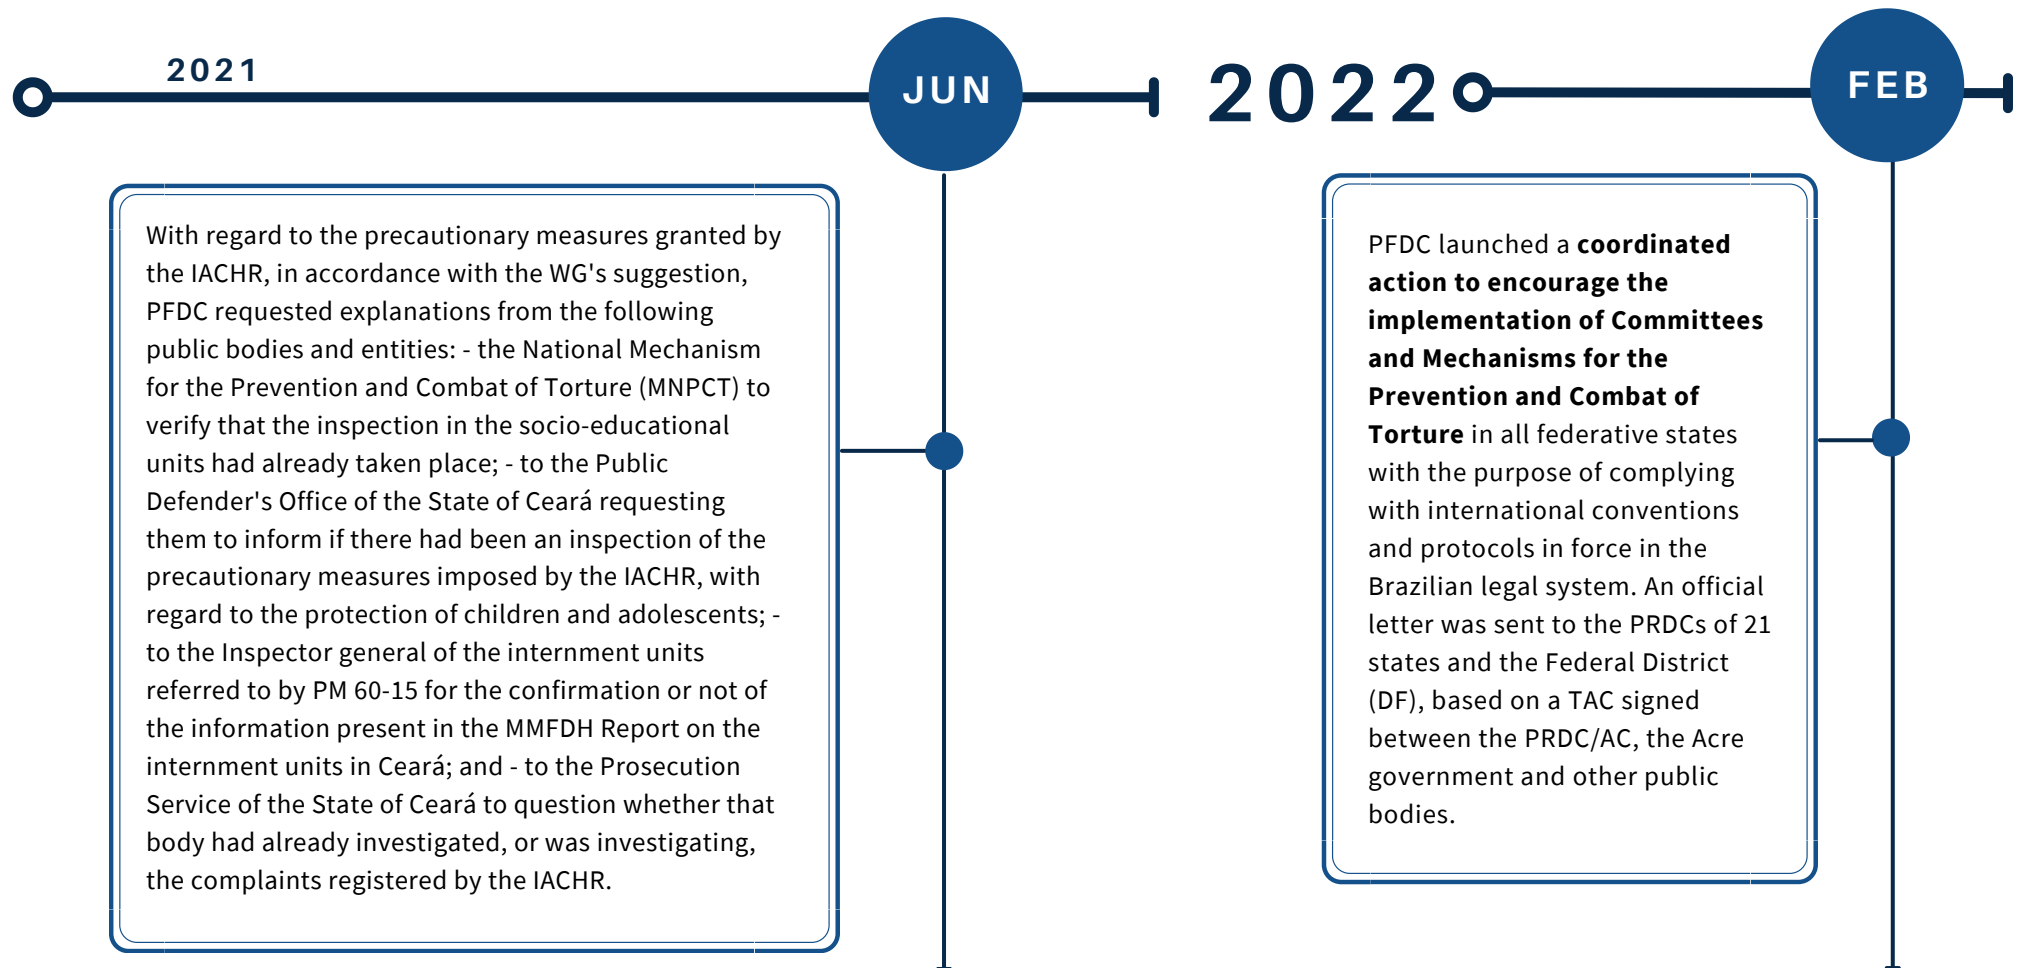 2021
JUN
With regard to the precautionary measures granted by
the IACHR, in accordance with the WG's suggestion,
PFDC requested explanations from the following
public bodies and entities: - the National Mechanism
for the Prevention and Combat of Torture (MNPCT) to
verify that the inspection in the socio-educational
units had already taken place; - to the Public
Defender's Office of the State of Ceará requesting
them to inform if there had been an inspection of the
precautionary measures imposed by the IACHR, with
regard to the protection of children and adolescents; -
to the Inspector general of the internment units
referred to by PM 60-15 for the confirmation or not of
the information present in the MMFDH Report on the
internment units in Ceará; and - to the Prosecution
Service of the State of Ceará to question whether that
body had already investigated, or was investigating,
the complaints registered by the IACHR.
2022
FEB
PFDC launched a coordinated
action to encourage the
implementation of Committees
and Mechanisms for the
Prevention and Combat of
Torture in all federative states
with the purpose of complying
with international conventions
and protocols in force in the
Brazilian legal system. An official
letter was sent to the PRDCs of 21
states and the Federal District
(DF), based on a TAC signed
between the PRDC/AC, the Acre
government and other public
bodies.